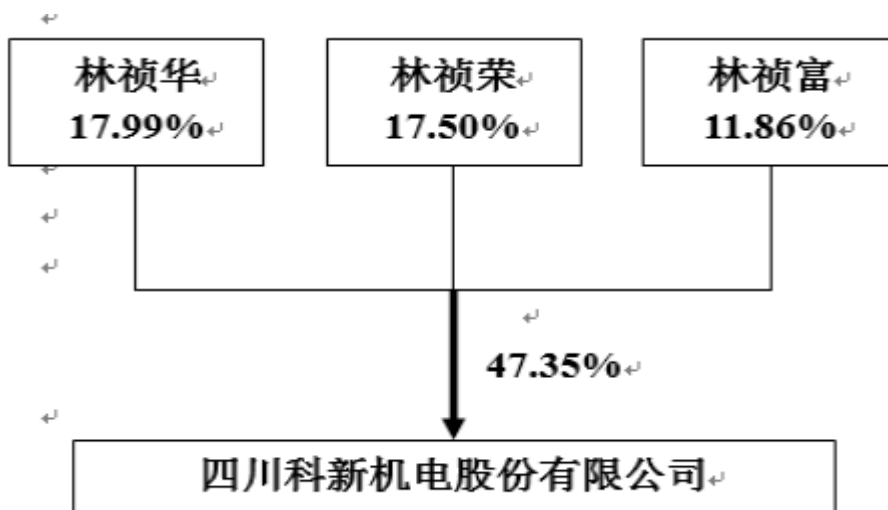 林祯华
17.99%
林祯荣
17.50%
林祯富
11.86%
47.35%
四川科新机电股份有限公司